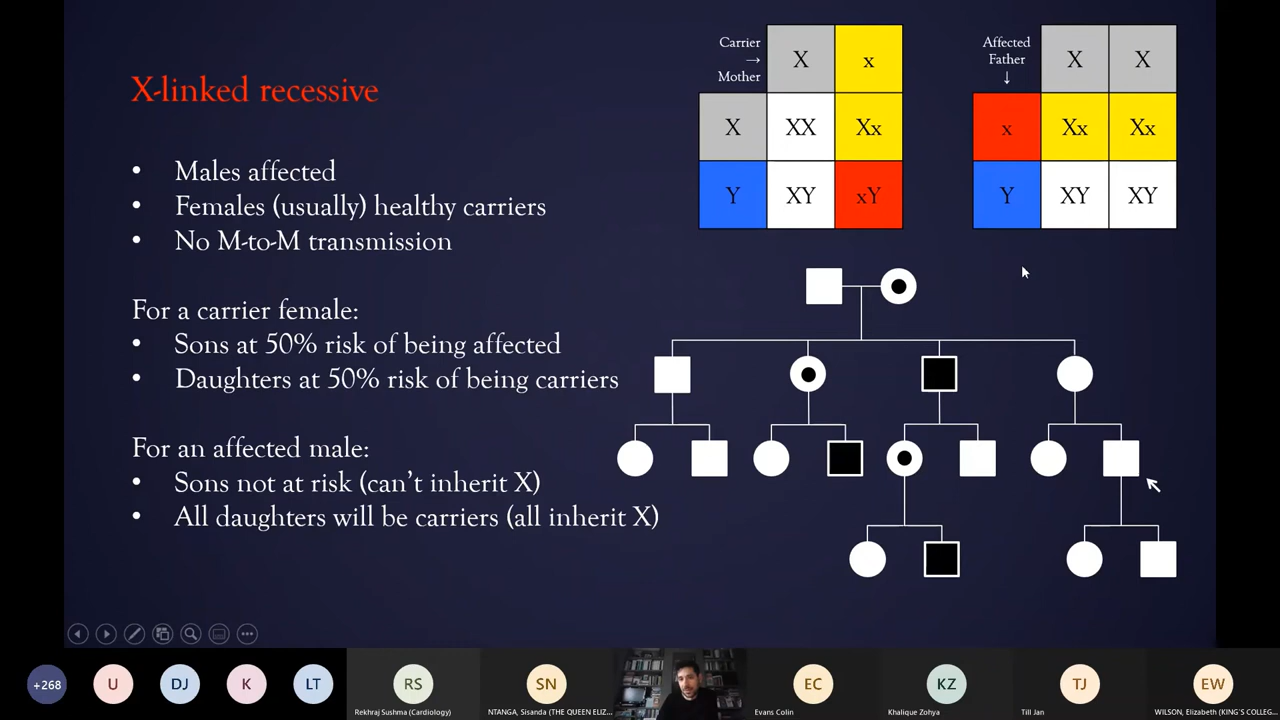 X-linked recessive
• Males affected
• Females (usually) healthy carriers
• No M-to-M transmission
For a carrier female:
• Sons at 50% risk of being affected
• Daughters at 50% risk of being carriers
For an affected male:
• Sons not at risk (can't inherit X)
• All daughters will be carriers (all inherit X)
Carrier
→
Mother
X x
X XX Xx
Y XY xY
Affected
Father
↓
X X
x Xx Xx
Y XY XY
+268 U DJ K LT RS SN EC KZ TJ EW
Rekhraj Sushma (Cardiology) NTANGA, Sisanda (THE QUEEN ELIZ... Evans Colin Khalique Zohya Till Jan WILSON, Elizabeth (KING'S COLLEG...